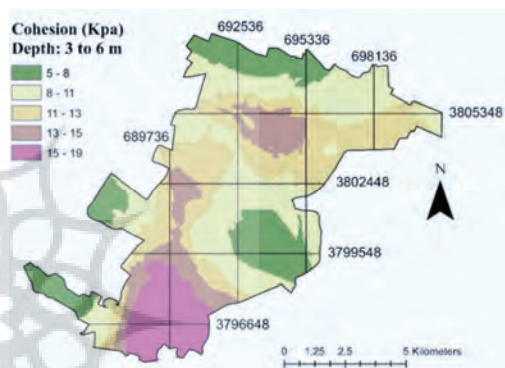 Cohesion (Kpa)
Depth: 3 to 6 m
5 - 8
8 - 11
11 - 13
13 - 15
15 - 19
692536
695336
698136
689736
3805348
3802448
3799548
3796648
N
0 1.25 2.5 5 Kilometers